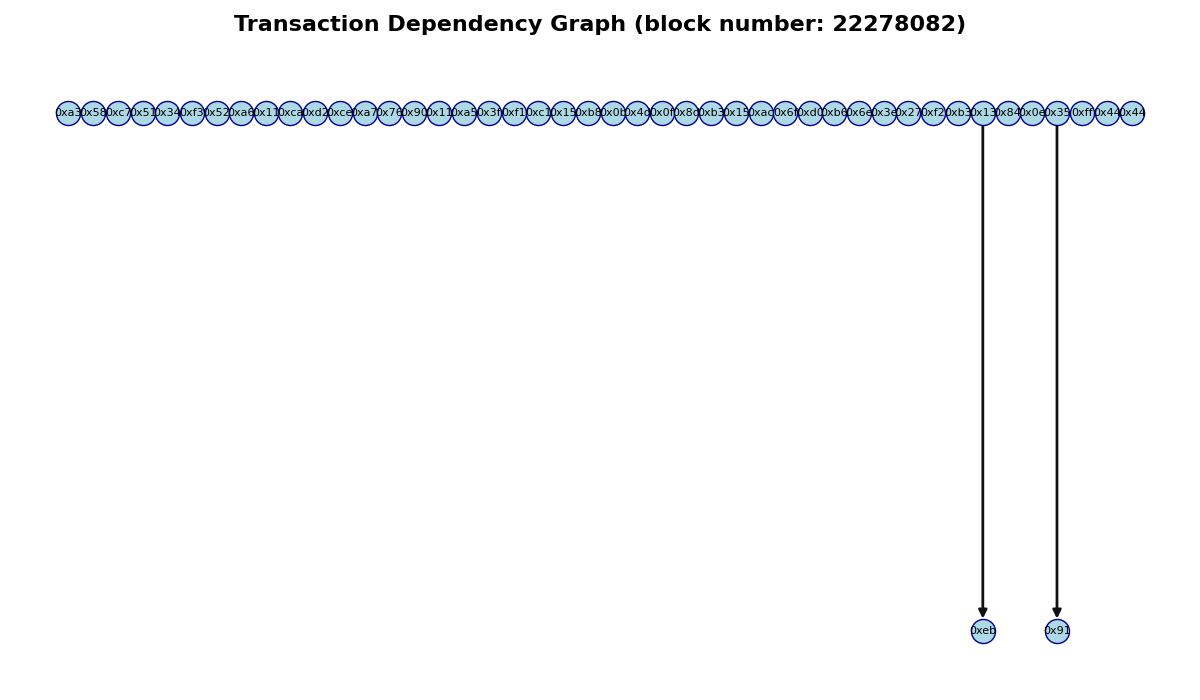 Transaction Dependency Graph (block number: 22278082)
0xa3 0x58 0xc7 0x51 0x34 0xf3 0x52 0xa6 0x11 0xca 0xd2 0xce 0xa7 0x76 0x90 0x11 0xa5 0x3f 0xf1 0xc1 0x15 0xb8 0x0b 0x4c 0x0f 0x8d 0xb3 0x15 0xac 0x6f 0xd0 0xb6 0x6e 0x3e 0x27 0xf2 0xb3 0x13 0x84 0x0e 0x35 0xff 0x44 0x44
0xeb 0x91